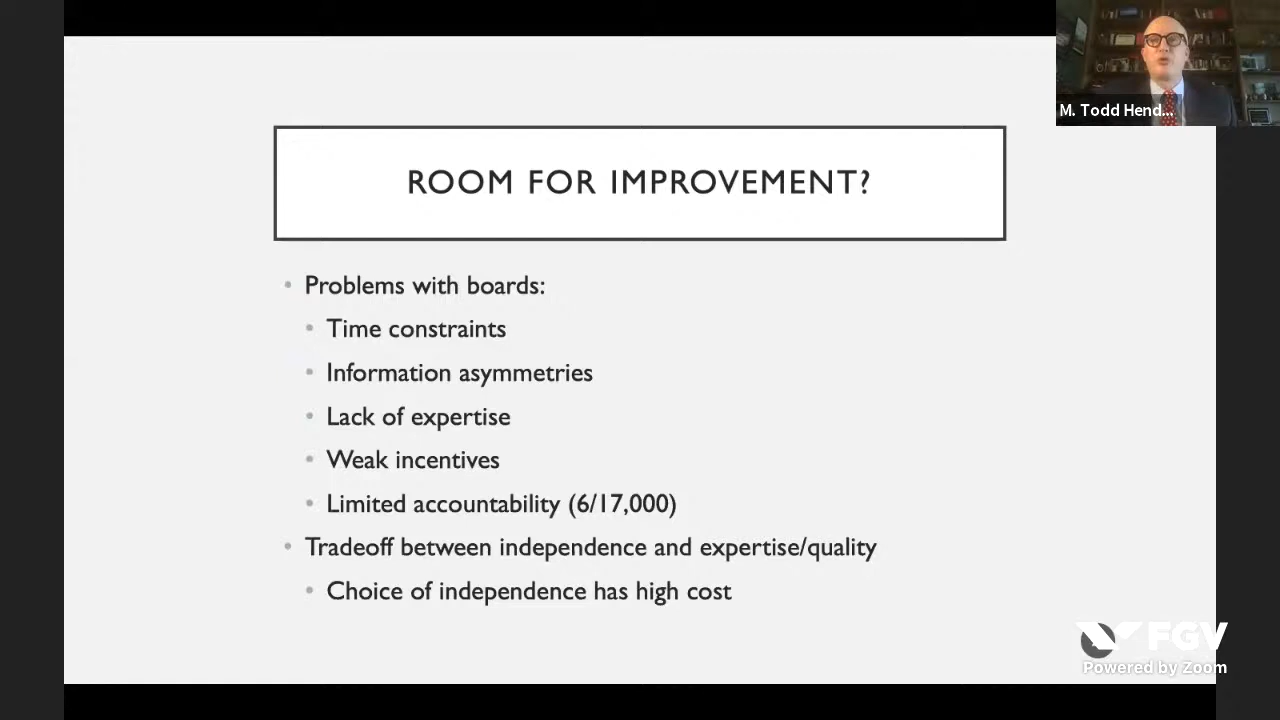 M. Todd Hend...
ROOM FOR IMPROVEMENT?
• Problems with boards:
• Time constraints
• Information asymmetries
• Lack of expertise
• Weak incentives
• Limited accountability (6/17,000)
• Tradeoff between independence and expertise/quality
• Choice of independence has high cost
FGV
Powered by Zoom